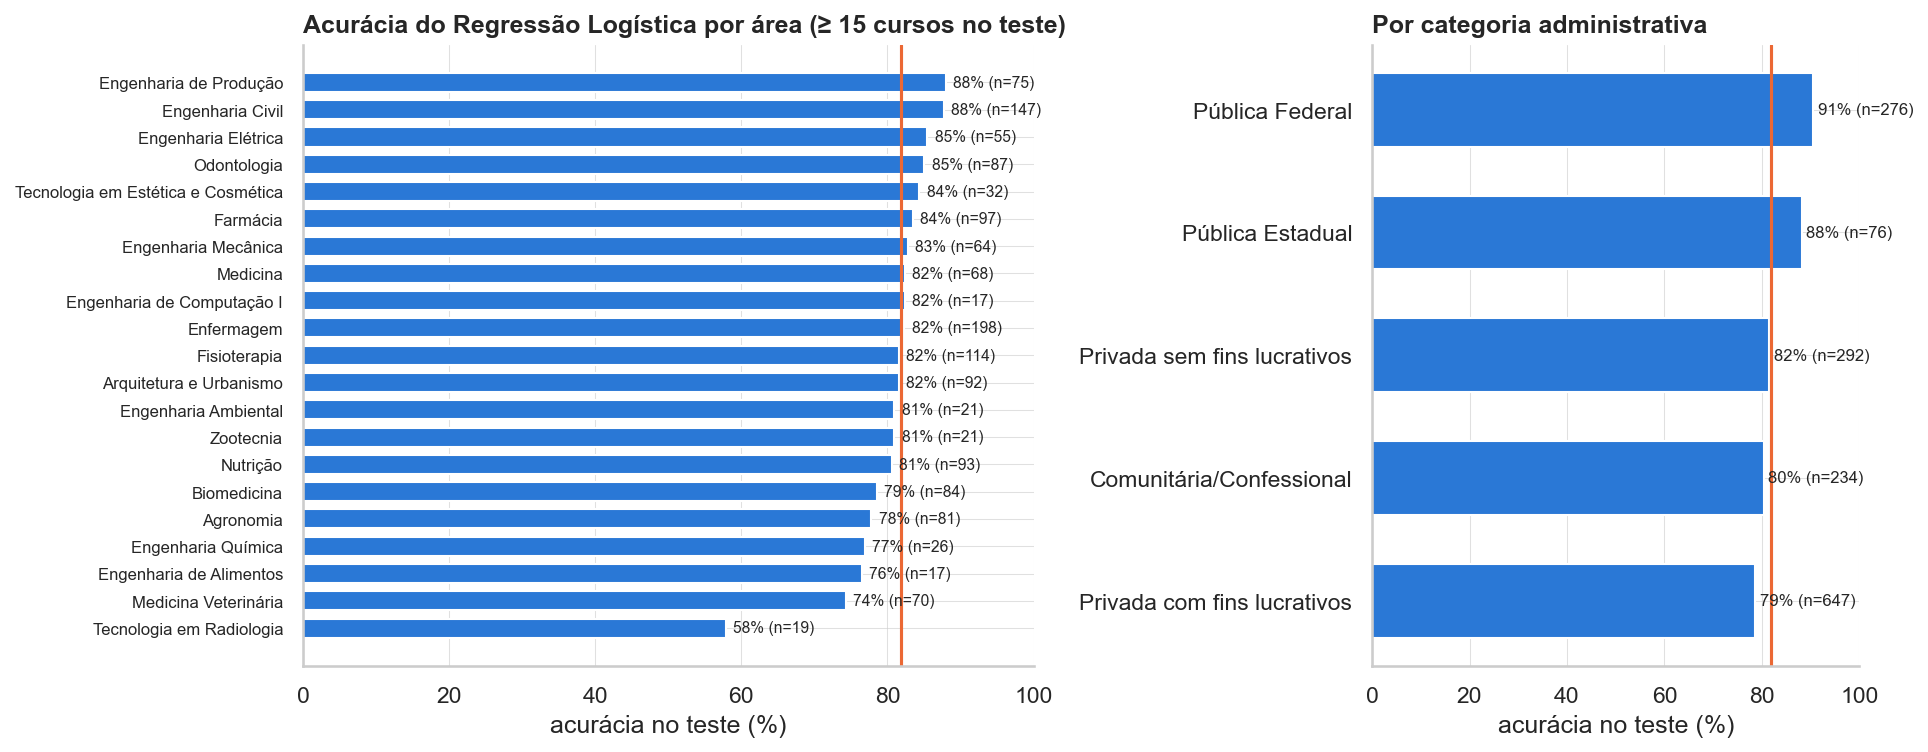 Acurácia do Regressão Logística por área (≥ 15 cursos no teste)
Engenharia de Produção 88% (n=75)
Engenharia Civil 88% (n=147)
Engenharia Elétrica 85% (n=55)
Odontologia 85% (n=87)
Tecnologia em Estética e Cosmética 84% (n=32)
Farmácia 84% (n=97)
Engenharia Mecânica 83% (n=64)
Medicina 82% (n=68)
Engenharia de Computação I 82% (n=17)
Enfermagem 82% (n=198)
Fisioterapia 82% (n=114)
Arquitetura e Urbanismo 82% (n=92)
Engenharia Ambiental 81% (n=21)
Zootecnia 81% (n=21)
Nutrição 81% (n=93)
Biomedicina 79% (n=84)
Agronomia 78% (n=81)
Engenharia Química 77% (n=26)
Engenharia de Alimentos 76% (n=17)
Medicina Veterinária 74% (n=70)
Tecnologia em Radiologia 58% (n=19)
0 20 40 60 80 100
acurácia no teste (%)
Por categoria administrativa
Pública Federal 91% (n=276)
Pública Estadual 88% (n=76)
Privada sem fins lucrativos 82% (n=292)
Comunitária/Confessional 80% (n=234)
Privada com fins lucrativos 79% (n=647)
0 20 40 60 80 100
acurácia no teste (%)